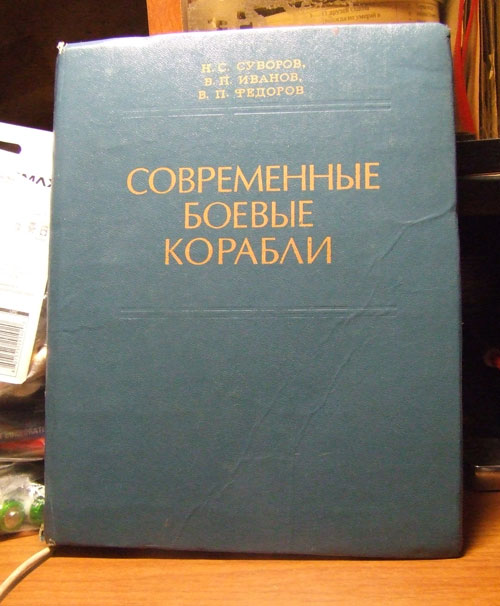 Н. С. СУВОРОВ,
В. П. ИВАНОВ,
В. П. ФЕДОРОВ
СОВРЕМЕННЫЕ
БОЕВЫЕ
КОРАБЛИ